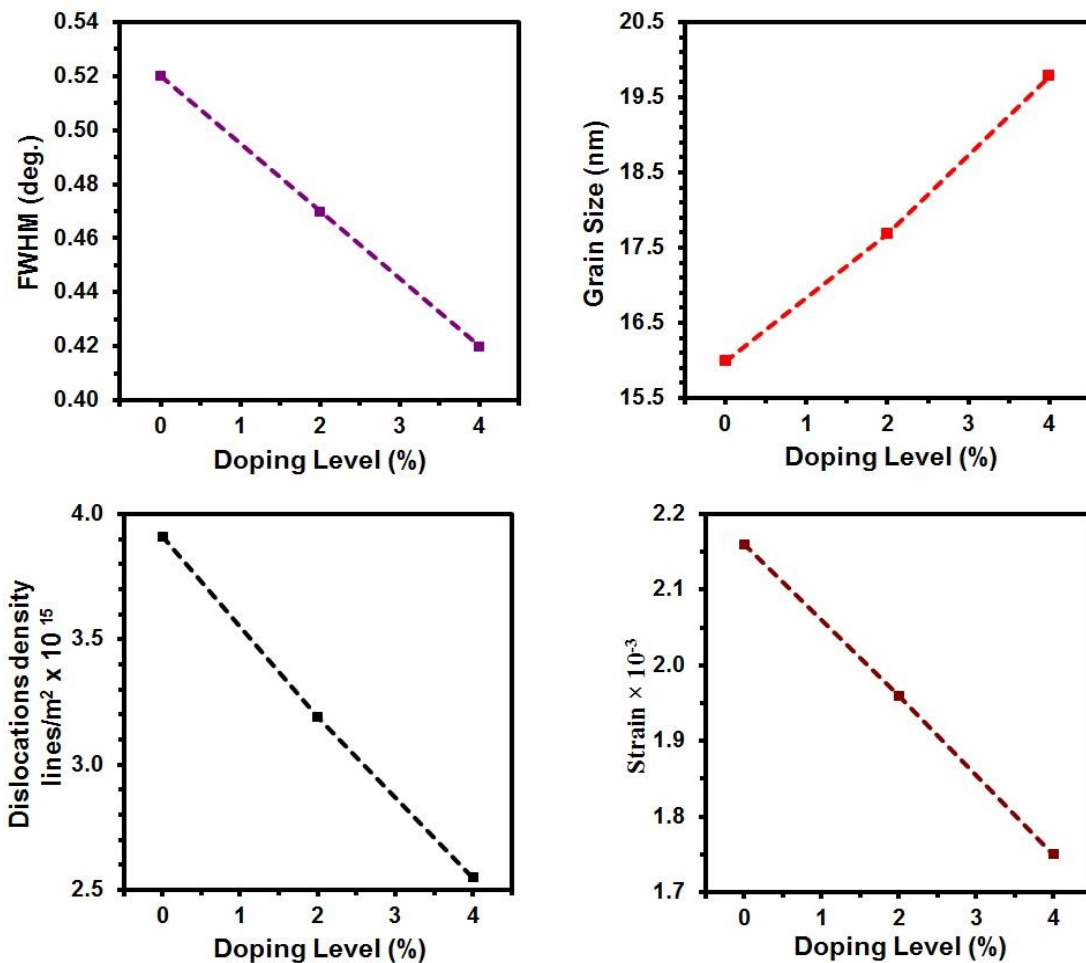 FWHM (deg.)
0.54
0.52
0.50
0.48
0.46
0.44
0.42
0.40
0 1 2 3 4
Doping Level (%)
Grain Size (nm)
20.5
19.5
18.5
17.5
16.5
15.5
0 1 2 3 4
Doping Level (%)
Dislocations density
lines/m² x 10¹⁵
4.0
3.5
3.0
2.5
0 1 2 3 4
Doping Level (%)
Strain × 10⁻³
2.2
2.1
2.0
1.9
1.8
1.7
0 1 2 3 4
Doping Level (%)